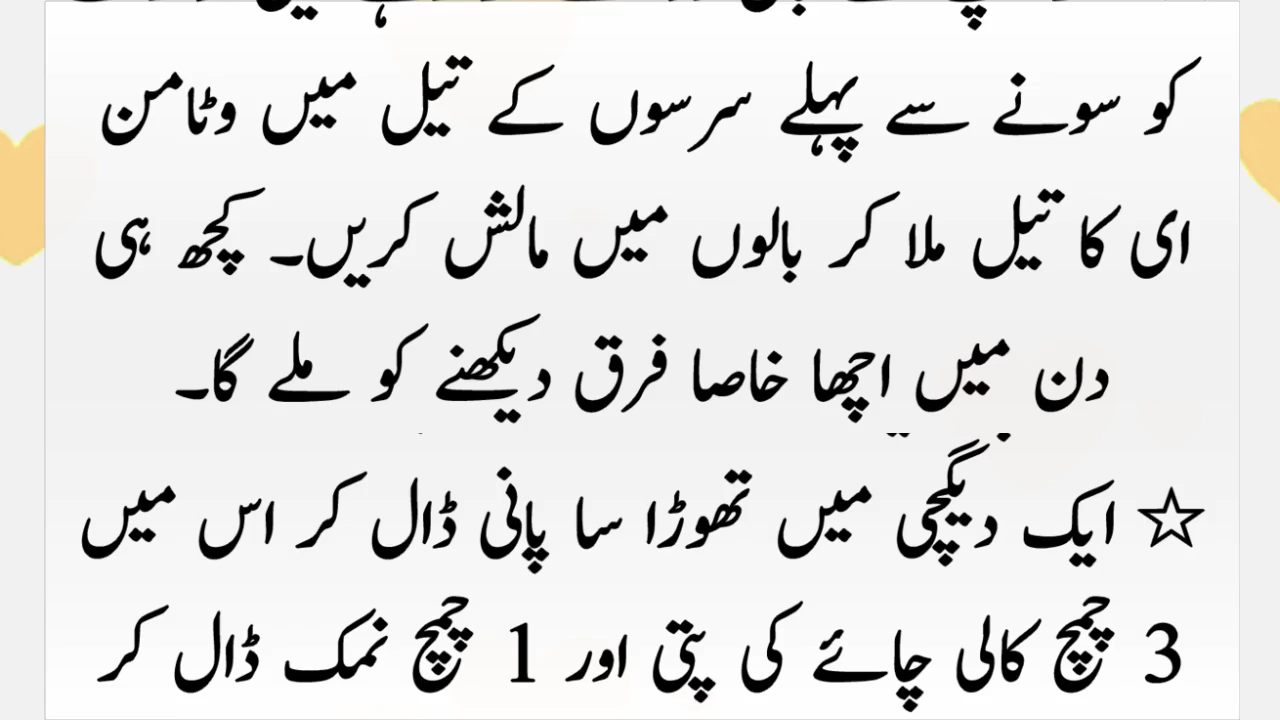 کو سونے سے پہلے سرسوں کے تیل میں وٹامن
ای کا تیل ملا کر بالوں میں مالش کریں۔ کچھ ہی
دن میں اچھا خاصا فرق دیکھنے کو ملے گا۔
☆ ایک دیگچی میں تھوڑا سا پانی ڈال کر اس میں
3 چمچ کالی چائے کی پتی اور 1 چمچ نمک ڈال کر